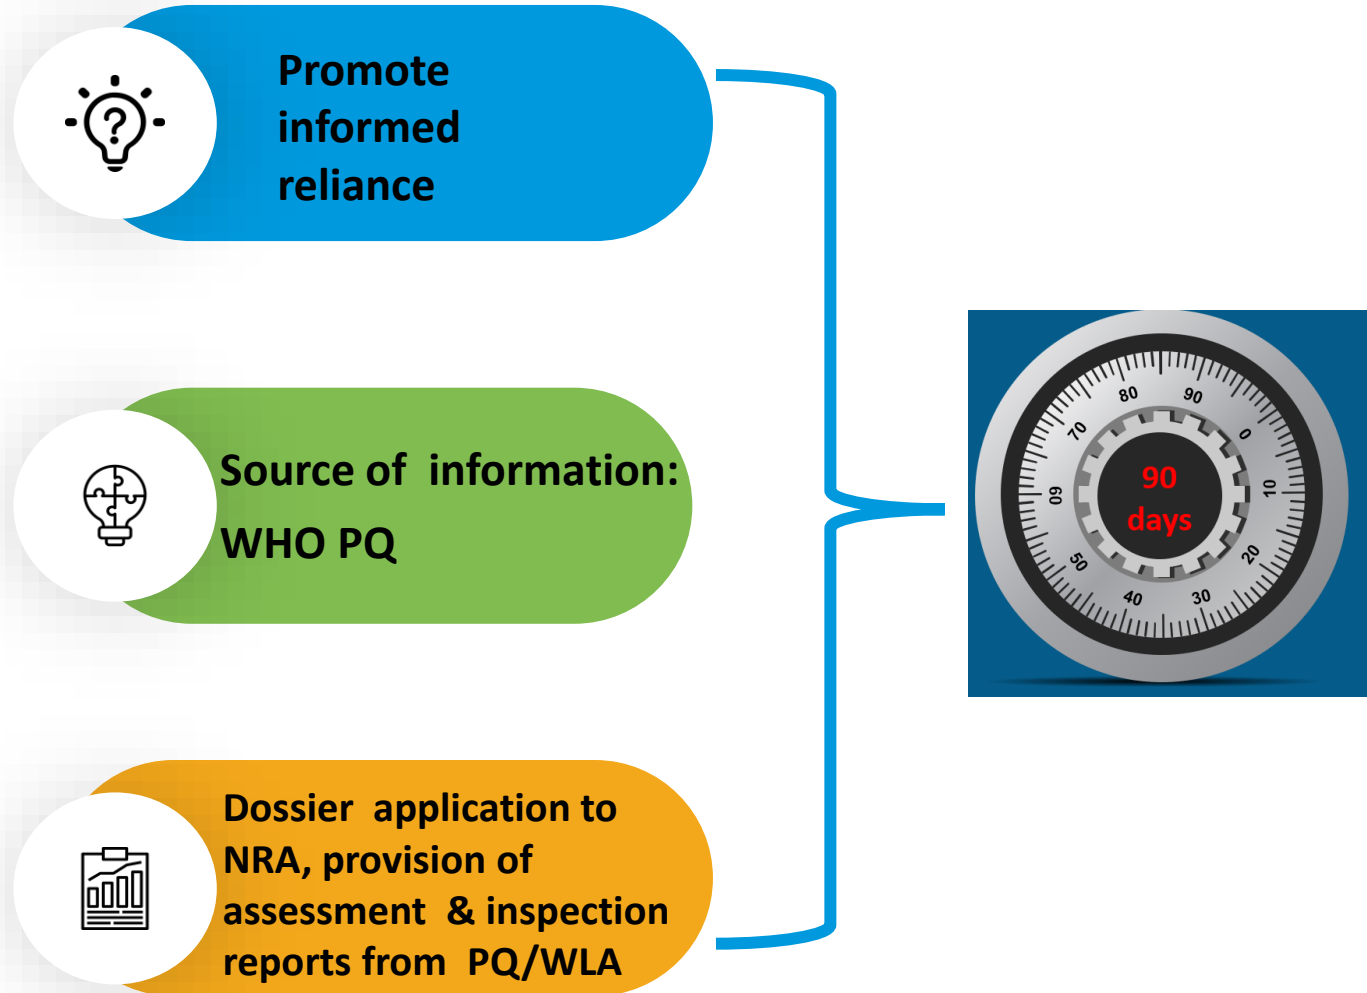 Promote
informed
reliance
Source of information:
WHO PQ
Dossier application to
NRA, provision of
assessment & inspection
reports from PQ/WLA
?
90
days
0
10
20
30
40
50
60
70
80
90